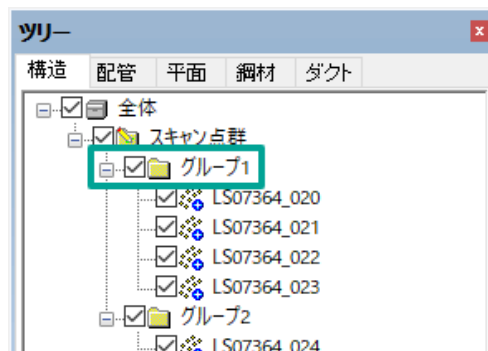 ツリー
構造 配管 平面 鋼材 ダクト
全体
スキャン点群
グループ1
LS07364_020
LS07364_021
LS07364_022
LS07364_023
グループ2
LS07364_024